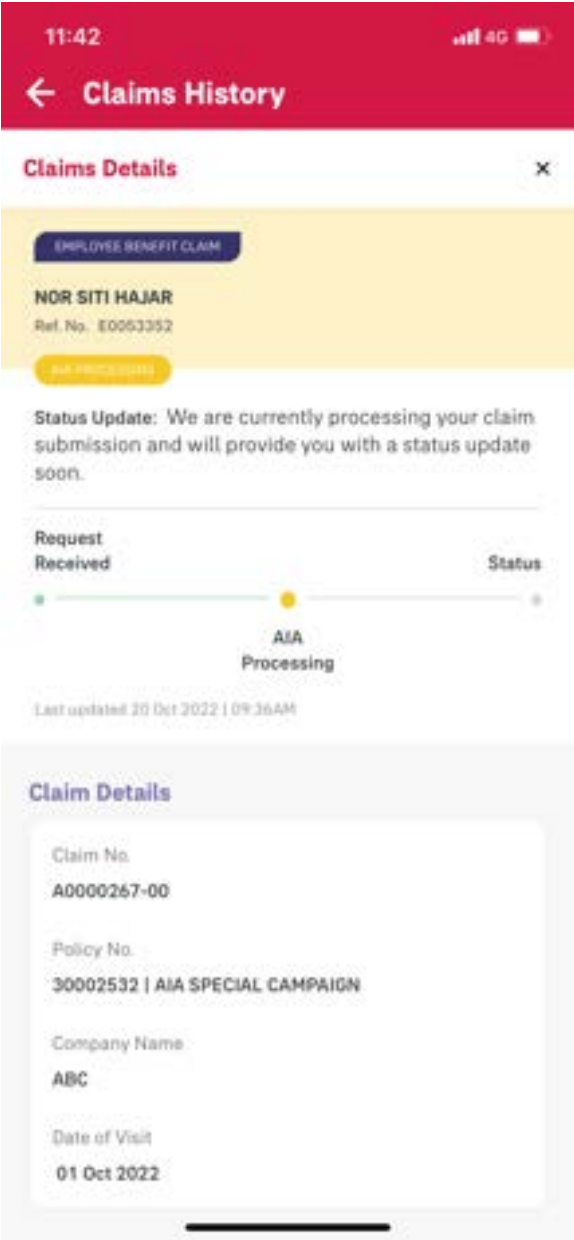 11:42
4G
Claims History
Claims Details
EMPLOYEE BENEFIT CLAIM
NOR SITI HAJAR
Ref. No. E0053352
AIA PROCESSING
Status Update: We are currently processing your claim
submission and will provide you with a status update
soon.
Request
Received
Status
AIA
Processing
Last updated 20 Oct 2022 | 09:36AM
Claim Details
Claim No.
A0000267-00
Policy No.
30002532 | AIA SPECIAL CAMPAIGN
Company Name
ABC
Date of Visit
01 Oct 2022